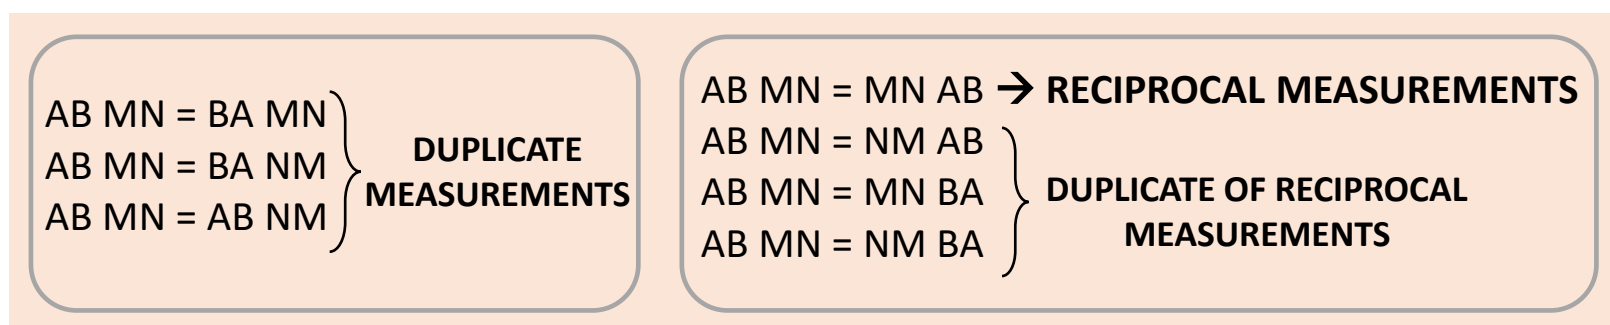 AB MN = BA MN
AB MN = BA NM
AB MN = AB NM
DUPLICATE
MEASUREMENTS
AB MN = MN AB → RECIPROCAL MEASUREMENTS
AB MN = NM AB
AB MN = MN BA
AB MN = NM BA
DUPLICATE OF RECIPROCAL
MEASUREMENTS